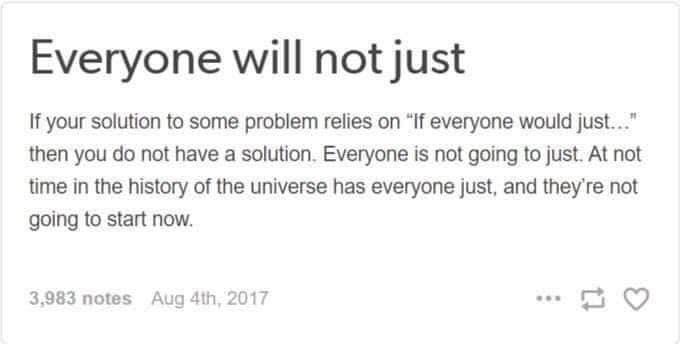 Everyone will not just
If your solution to some problem relies on “If everyone would just…”
then you do not have a solution. Everyone is not going to just. At not
time in the history of the universe has everyone just, and they’re not
going to start now.
3,983 notes Aug 4th, 2017